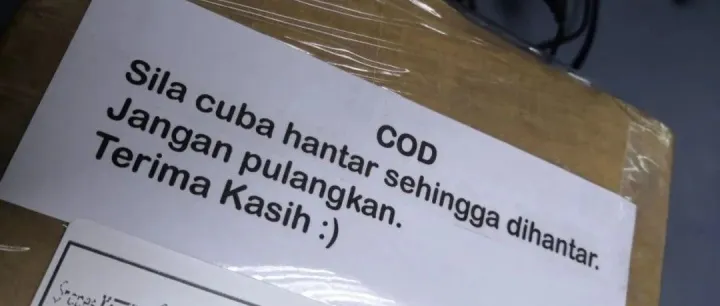 COD
Sila cuba hantar sehingga dihantar.
Jangan pulangkan.
Terima Kasih :)